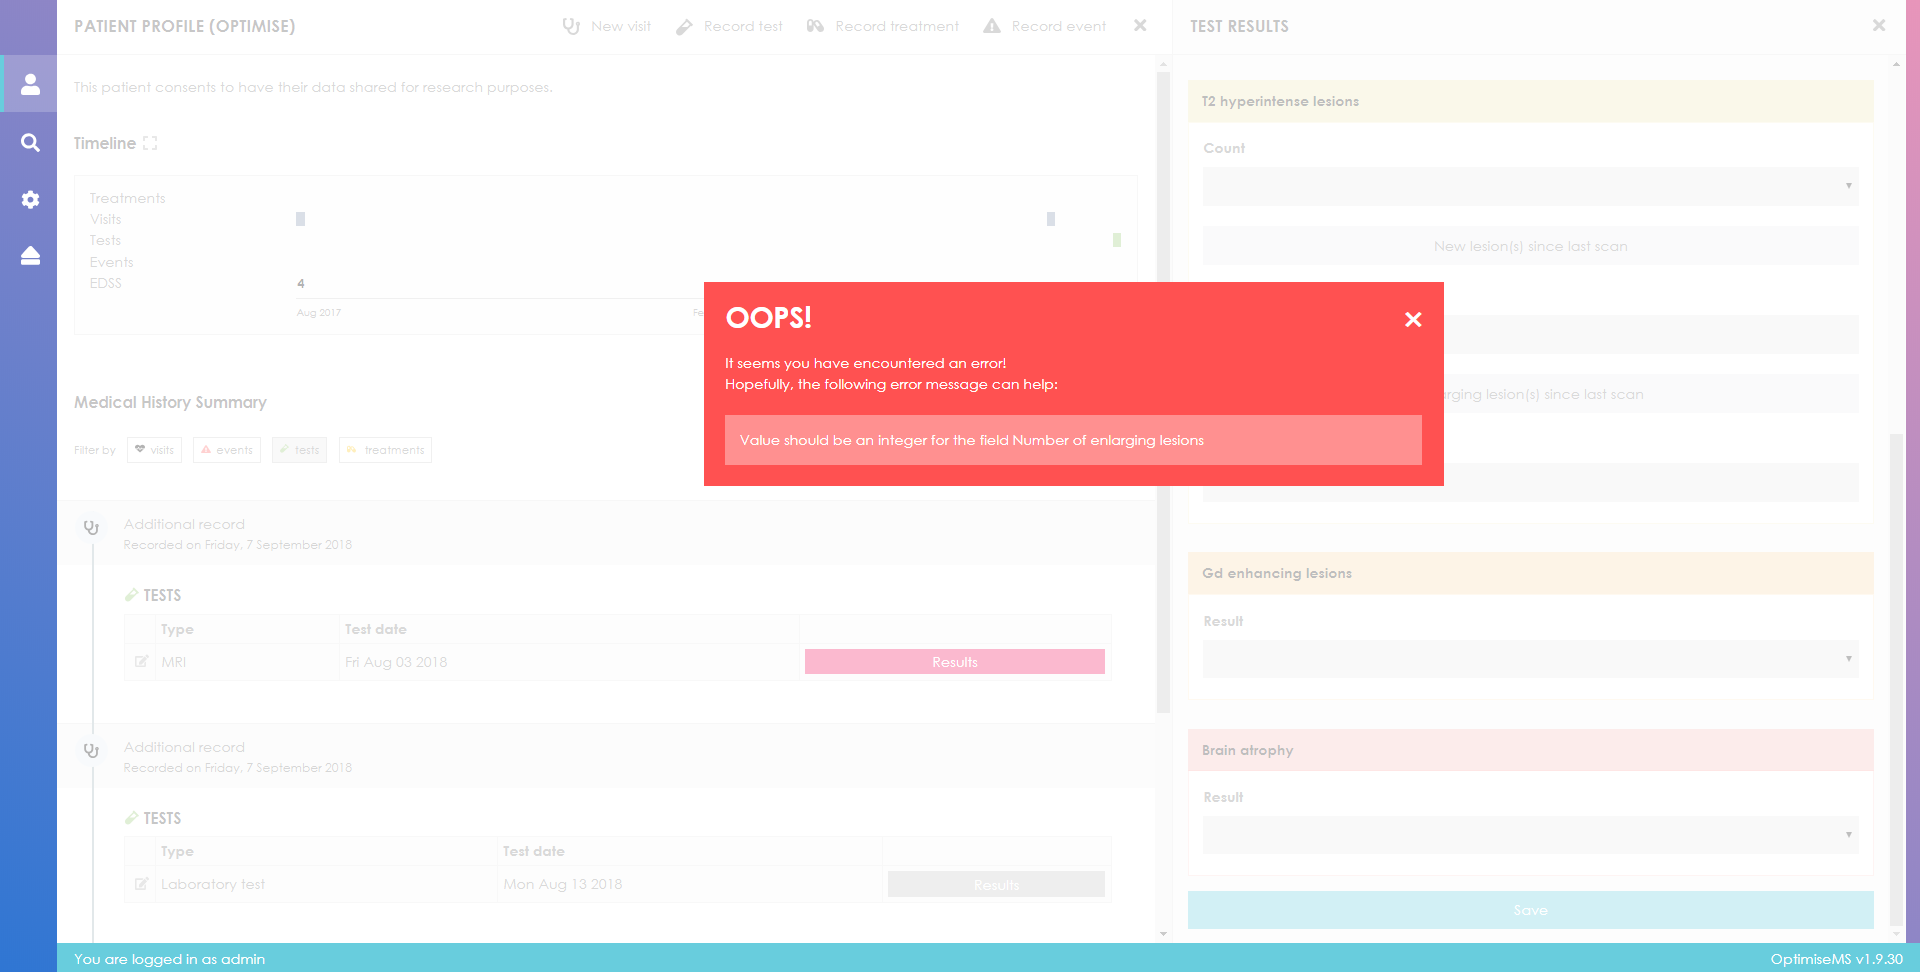 PATIENT PROFILE (OPTIMISE)
New visit
Record test
Record treatment
Record event
TEST RESULTS
This patient consents to have their data shared for research purposes.
Timeline
Treatments
Visits
Tests
Events
EDSS
4
Aug 2017
Fe
Medical History Summary
Filter by
visits
events
tests
treatments
Additional record
Recorded on Friday, 7 September 2018
TESTS
Type
Test date
MRI
Fri Aug 03 2018
Results
Additional record
Recorded on Friday, 7 September 2018
TESTS
Type
Test date
Laboratory test
Mon Aug 13 2018
Results
OOPS!
It seems you have encountered an error!
Hopefully, the following error message can help:
Value should be an integer for the field Number of enlarging lesions
T2 hyperintense lesions
Count
New lesion(s) since last scan
arging lesion(s) since last scan
Gd enhancing lesions
Result
Brain atrophy
Result
Save
You are logged in as admin
OptimiseMS v1.9.30